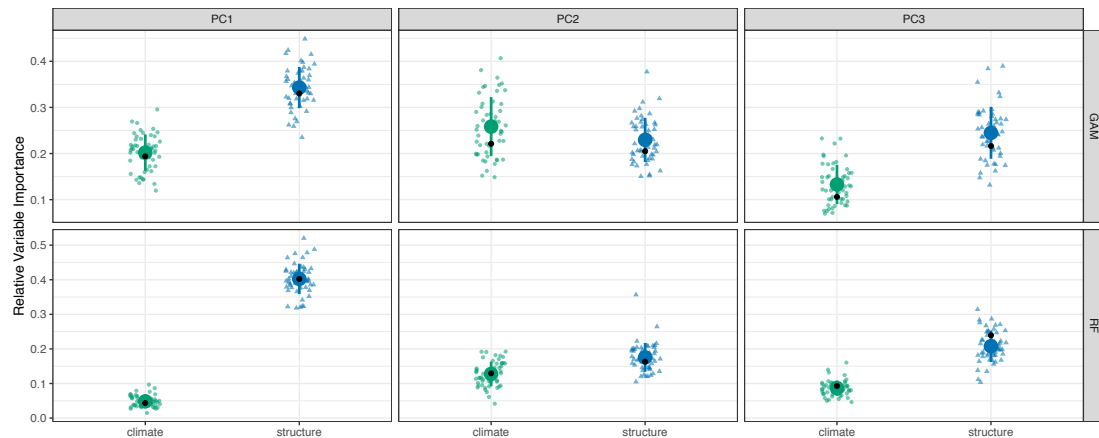 PC1 PC2 PC3
Relative Variable Importance
0.4
0.3
0.2
0.1
GAM
0.5
0.4
0.3
0.2
0.1
0.0
RF
climate structure climate structure climate structure